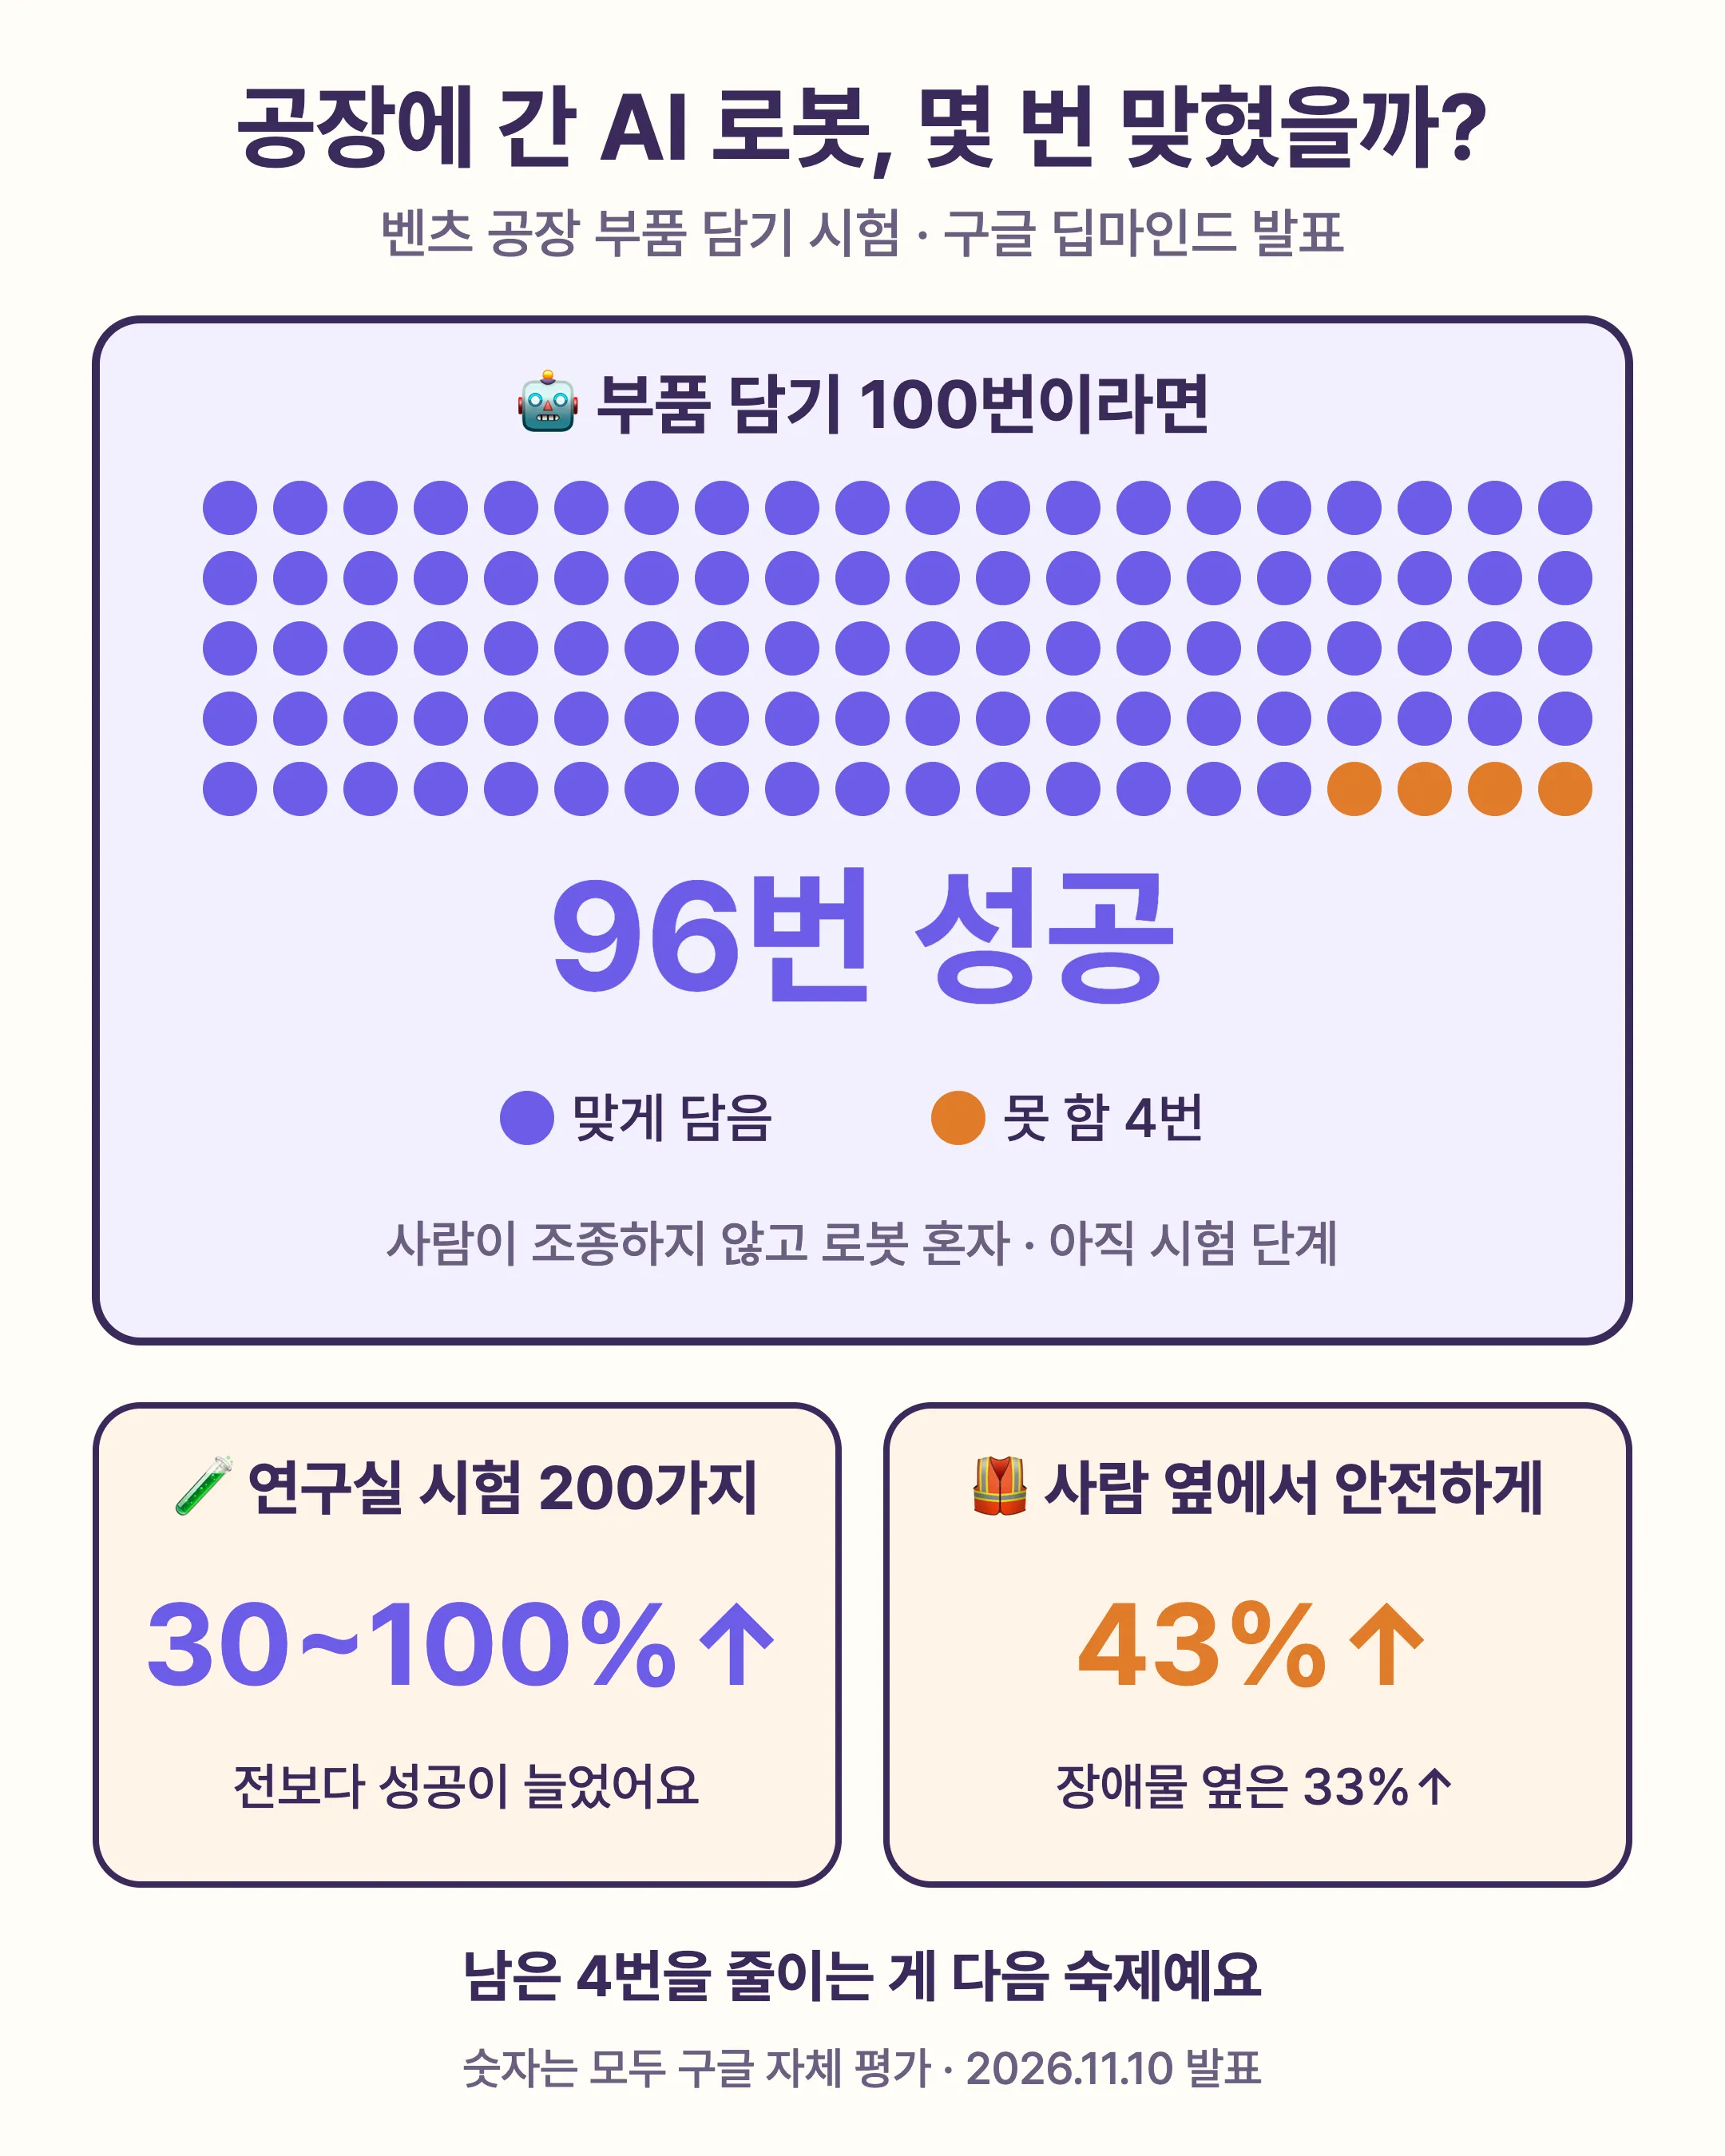 공장에 간 AI 로봇, 몇 번 맞혔을까?
벤츠 공장 부품 담기 시험 · 구글 딥마인드 발표
부품 담기 100번이라면
96번 성공
맞게 담음
못 함 4번
사람이 조종하지 않고 로봇 혼자 · 아직 시험 단계
연구실 시험 200가지
30~100%↑
전보다 성공이 늘었어요
사람 옆에서 안전하게
43%↑
장애물 옆은 33%↑
남은 4번을 줄이는 게 다음 숙제예요
숫자는 모두 구글 자체 평가 · 2026.11.10 발표